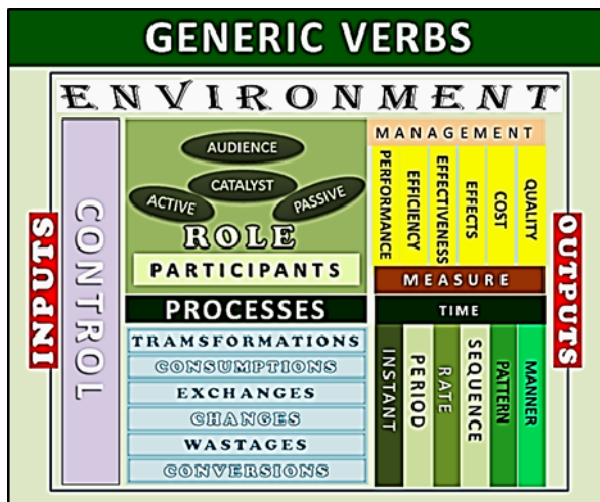 GENERIC VERBS
ENVIRONMENT
INPUTS
CONTROL
AUDIENCE
CATALYST
ACTIVE
PASSIVE
ROLE
PARTICIPANTS
PROCESSES
TRAMSFORMATIONS
CONSUMPTIONS
EXCHANGES
CHANGES
WASTAGES
CONVERSIONS
MANAGEMENT
PERFORMANCE
EFFICIENCY
EFFECTIVENESS
EFFECTS
COST
QUALITY
MEASURE
TIME
INSTANT
PERIOD
RATE
SEQUENCE
PATTERN
MANNER
OUTPUTS